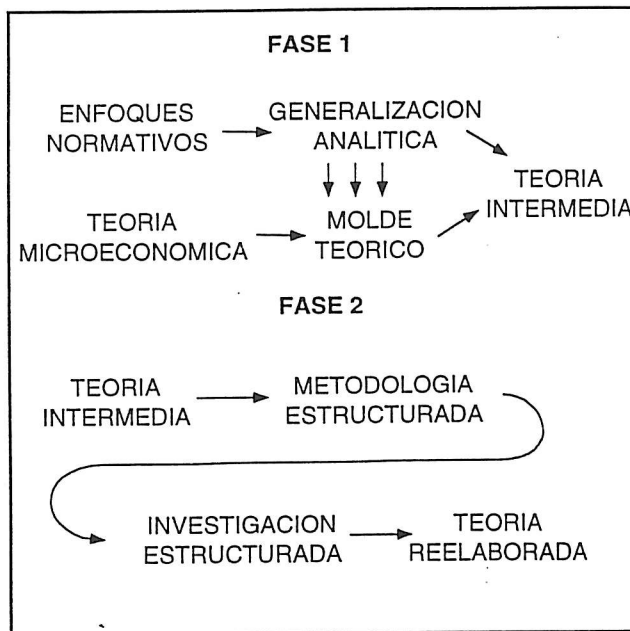 FASE 1
ENFOQUES
NORMATIVOS
GENERALIZACION
ANALITICA
TEORIA
INTERMEDIA
TEORIA
MICROECONOMICA
MOLDE
TEORICO
FASE 2
TEORIA
INTERMEDIA
METODOLOGIA
ESTRUCTURADA
INVESTIGACION
ESTRUCTURADA
TEORIA
REELABORADA